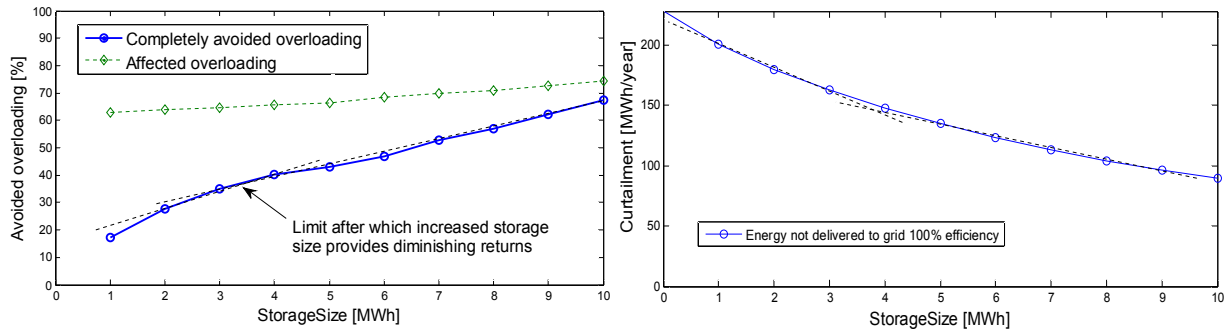 100
90
80
70
60
50
40
30
20
10
0
Avoided overloading [%]
Completely avoided overloading
Affected overloading
Limit after which increased storage
size provides diminishing returns
0 1 2 3 4 5 6 7 8 9 10
StorageSize [MWh]
200
150
100
50
0
Curtailment [MWh/year]
Energy not delivered to grid 100% efficiency
0 1 2 3 4 5 6 7 8 9 10
StorageSize [MWh]